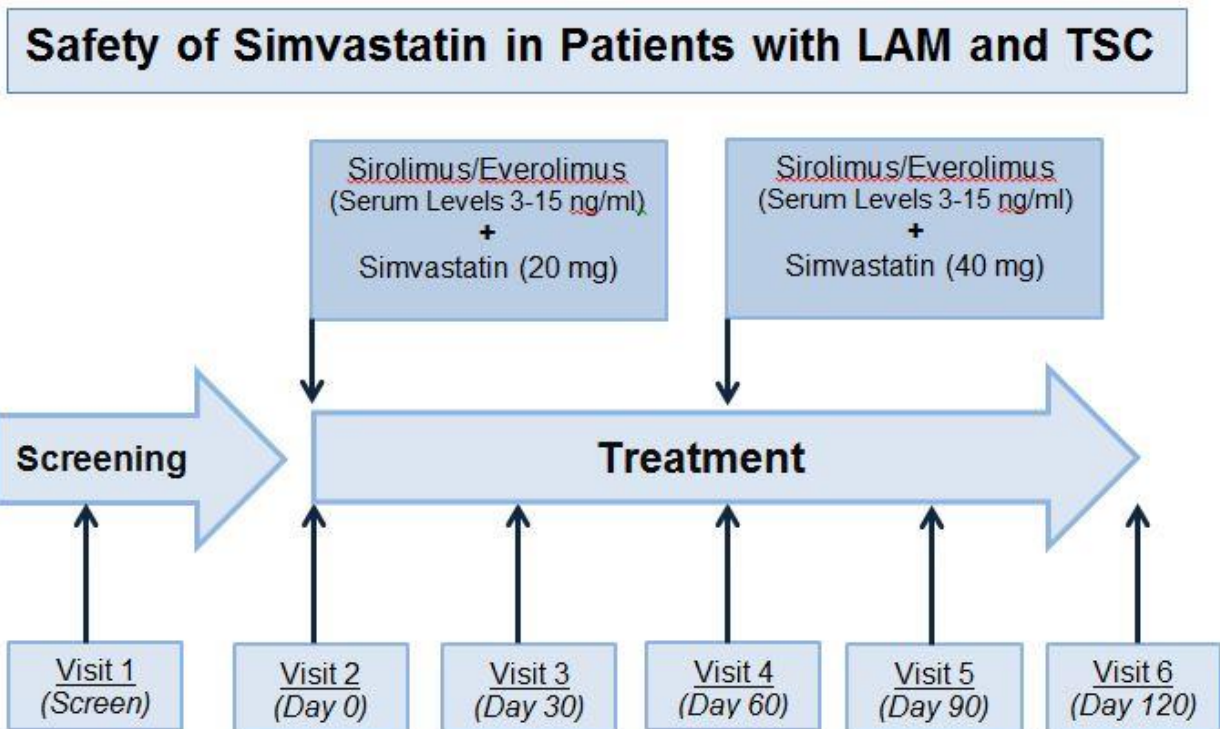 Safety of Simvastatin in Patients with LAM and TSC
Sirolimus/Everolimus
(Serum Levels 3-15 ng/ml)
+
Simvastatin (20 mg)
Sirolimus/Everolimus
(Serum Levels 3-15 ng/ml)
+
Simvastatin (40 mg)
Screening
Treatment
Visit 1
(Screen)
Visit 2
(Day 0)
Visit 3
(Day 30)
Visit 4
(Day 60)
Visit 5
(Day 90)
Visit 6
(Day 120)